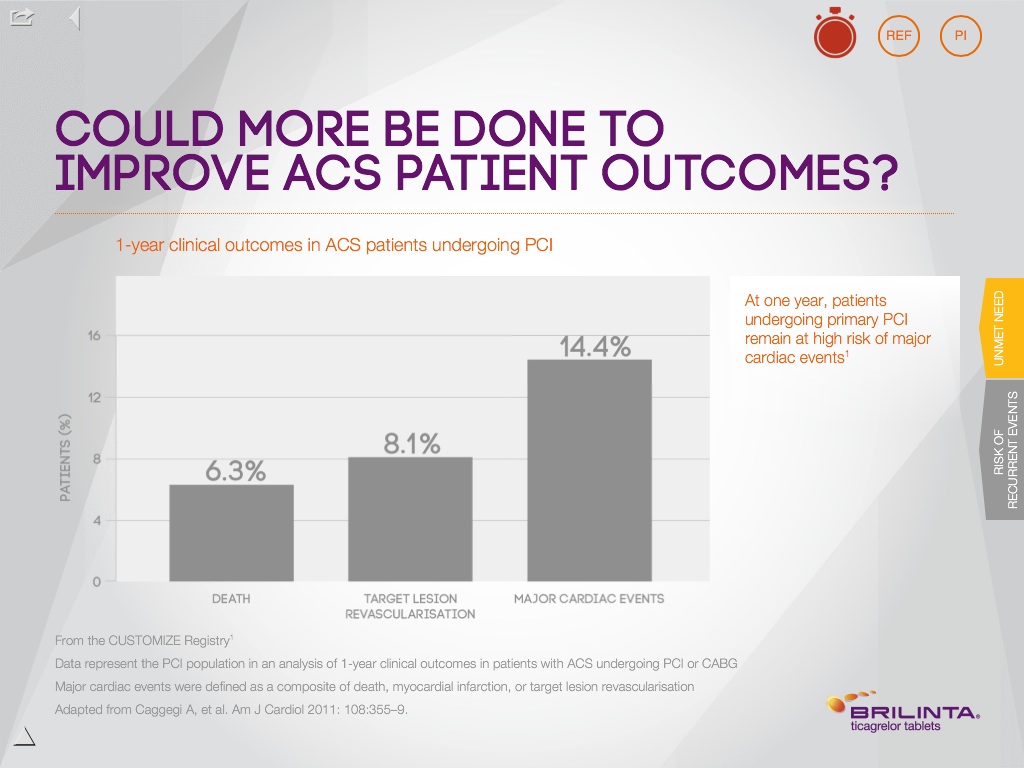 REF
PI
COULD MORE BE DONE TO
IMPROVE ACS PATIENT OUTCOMES?
1-year clinical outcomes in ACS patients undergoing PCI
PATIENTS (%)
16
12
8
4
0
6.3%
8.1%
14.4%
DEATH
TARGET LESION
REVASCULARISATION
MAJOR CARDIAC EVENTS
At one year, patients
undergoing primary PCI
remain at high risk of major
cardiac events¹
UNMET NEED
RISK OF
RECURRENT EVENTS
From the CUSTOMIZE Registry¹
Data represent the PCI population in an analysis of 1-year clinical outcomes in patients with ACS undergoing PCI or CABG
Major cardiac events were defined as a composite of death, myocardial infarction, or target lesion revascularisation
Adapted from Caggegi A, et al. Am J Cardiol 2011: 108:355–9.
BRILINTA®
ticagrelor tablets